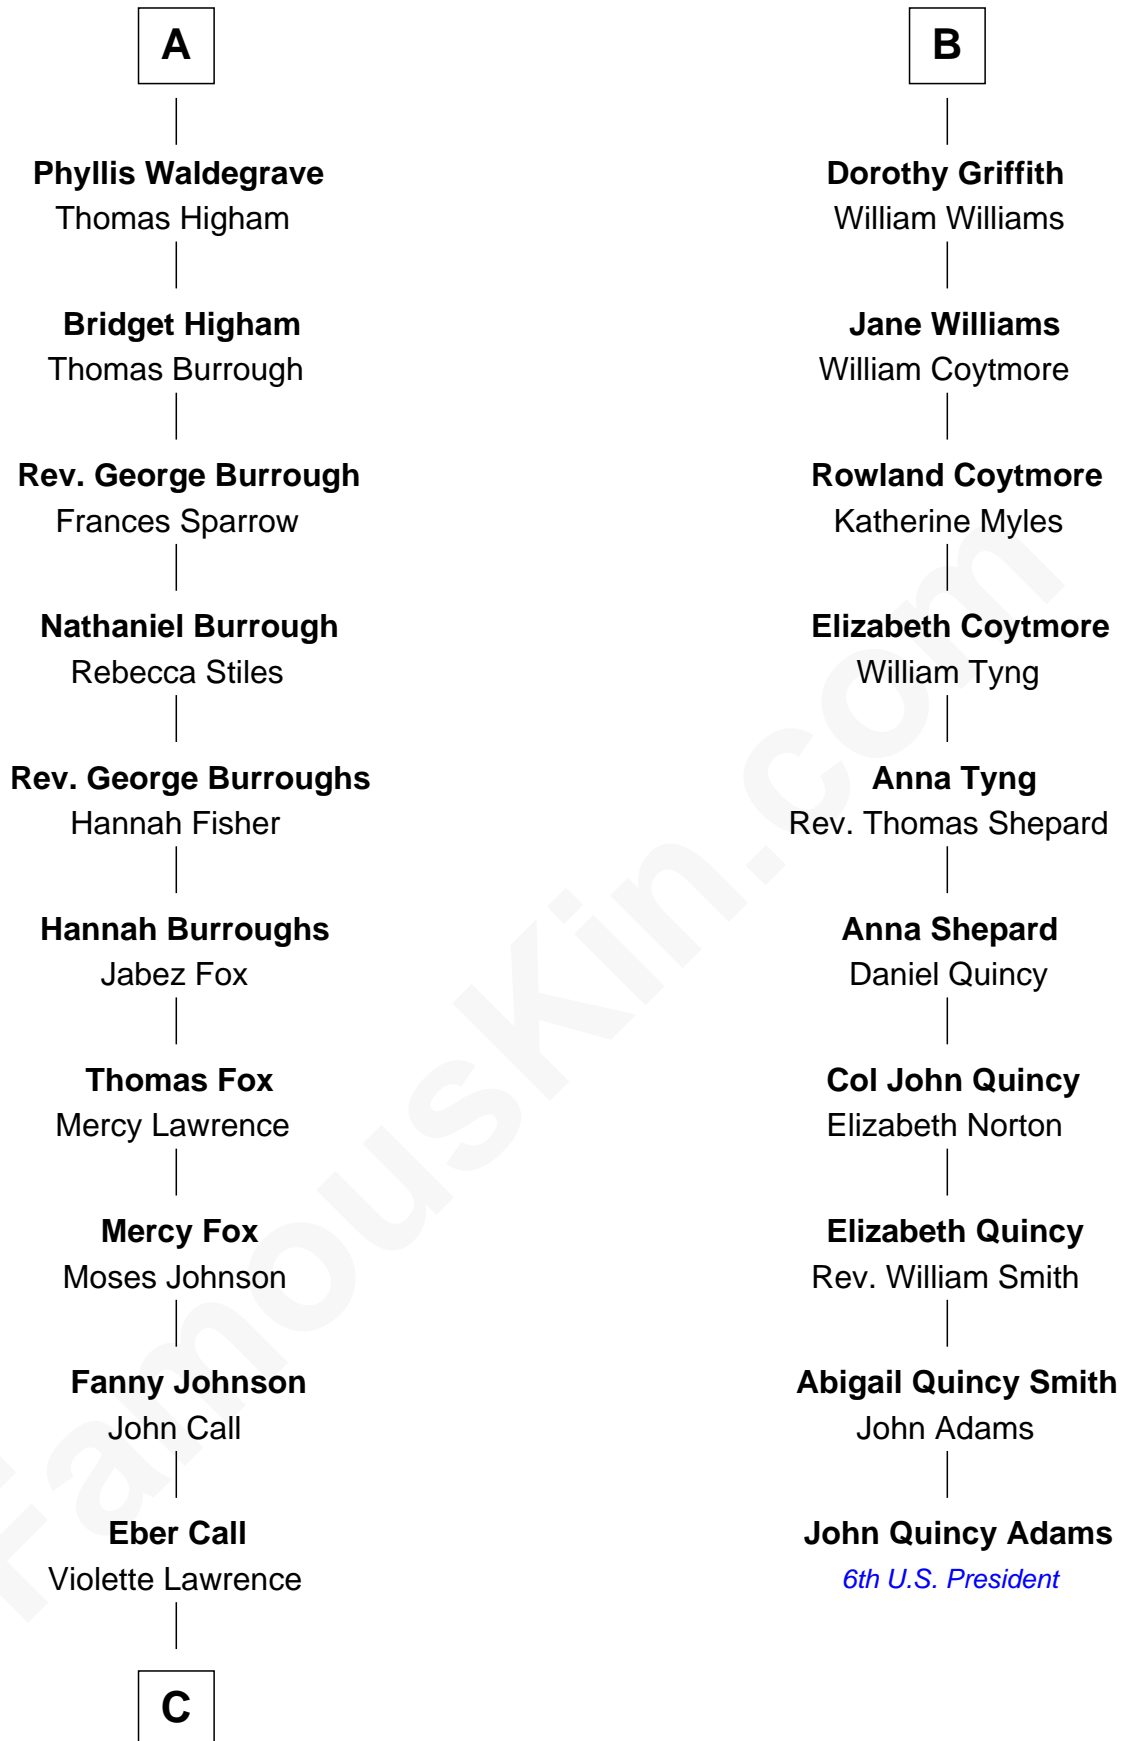 A
Phyllis Waldegrave
Thomas Higham
Bridget Higham
Thomas Burrough
Rev. George Burrough
Frances Sparrow
Nathaniel Burrough
Rebecca Stiles
Rev. George Burroughs
Hannah Fisher
Hannah Burroughs
Jabez Fox
Thomas Fox
Mercy Lawrence
Mercy Fox
Moses Johnson
Fanny Johnson
John Call
Eber Call
Violette Lawrence
C
B
Dorothy Griffith
William Williams
Jane Williams
William Coytmore
Rowland Coytmore
Katherine Myles
Elizabeth Coytmore
William Tyng
Anna Tyng
Rev. Thomas Shepard
Anna Shepard
Daniel Quincy
Col John Quincy
Elizabeth Norton
Elizabeth Quincy
Rev. William Smith
Abigail Quincy Smith
John Adams
John Quincy Adams
6th U.S. President
FamousKin.com